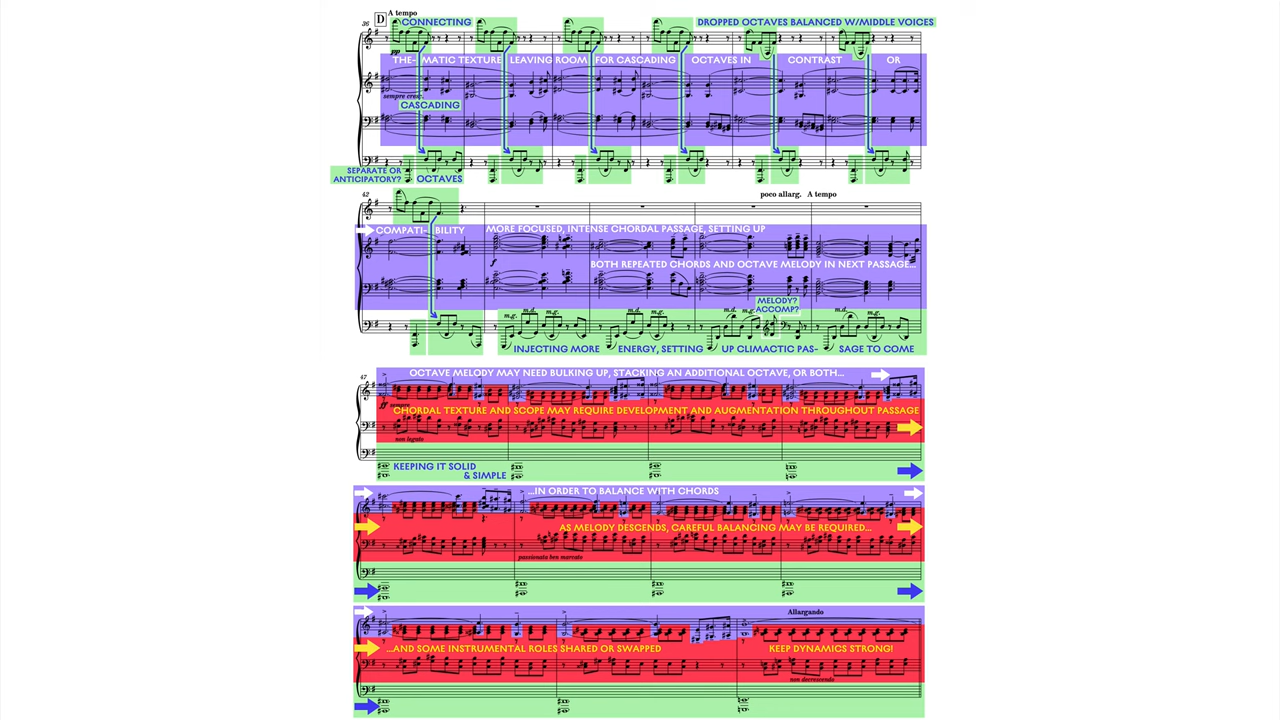 D A tempo
36
CONNECTING
DROPPED OCTAVES BALANCED W/MIDDLE VOICES
pp
THE- MATIC TEXTURE LEAVING ROOM FOR CASCADING OCTAVES IN CONTRAST OR
sempre cresc.
CASCADING
SEPARATE OR
ANTICIPATORY?
OCTAVES
42
poco allarg. A tempo
COMPATI- BILITY
MORE FOCUSED, INTENSE CHORDAL PASSAGE, SETTING UP
f
BOTH REPEATED CHORDS AND OCTAVE MELODY IN NEXT PASSAGE...
MELODY?
ACCOMP?
m.g. m.d. m.g. m.d. m.g. m.d. m.g. m.d. m.g.
INJECTING MORE ENERGY, SETTING UP CLIMACTIC PAS- SAGE TO COME
47
OCTAVE MELODY MAY NEED BULKING UP, STACKING AN ADDITIONAL OCTAVE, OR BOTH...
ff sempre
CHORDAL TEXTURE AND SCOPE MAY REQUIRE DEVELOPMENT AND AUGMENTATION THROUGHOUT PASSAGE
non legato
KEEPING IT SOLID
& SIMPLE
...IN ORDER TO BALANCE WITH CHORDS
AS MELODY DESCENDS, CAREFUL BALANCING MAY BE REQUIRED...
passionato ben marcato
Allargando
...AND SOME INSTRUMENTAL ROLES SHARED OR SWAPPED
KEEP DYNAMICS STRONG!
non decrescendo